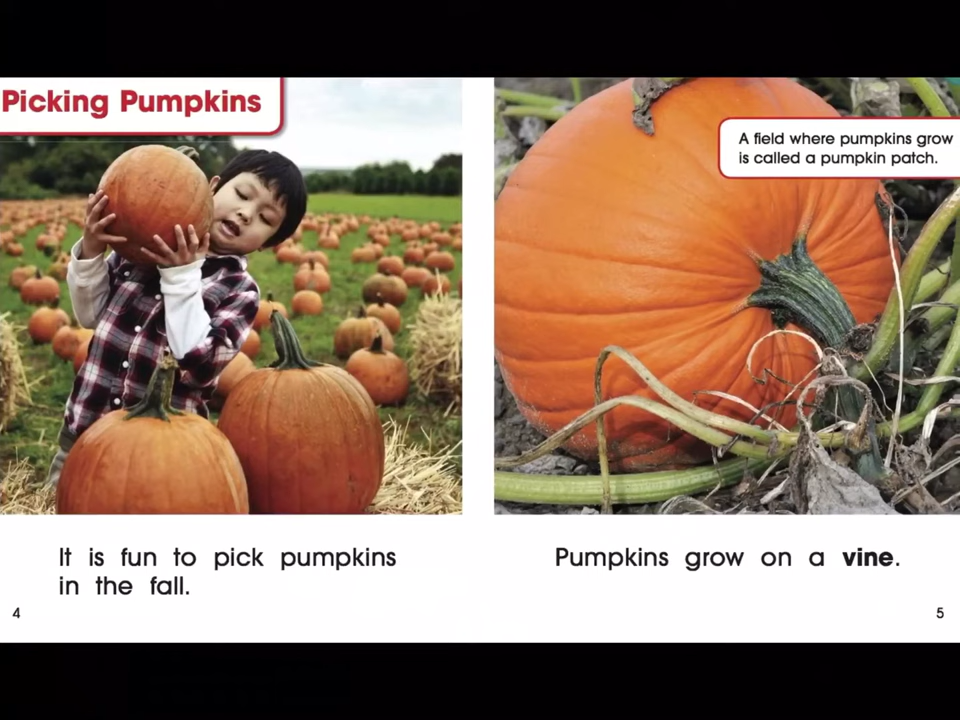 Picking Pumpkins
It is fun to pick pumpkins
in the fall.
4
A field where pumpkins grow
is called a pumpkin patch.
Pumpkins grow on a vine.
5